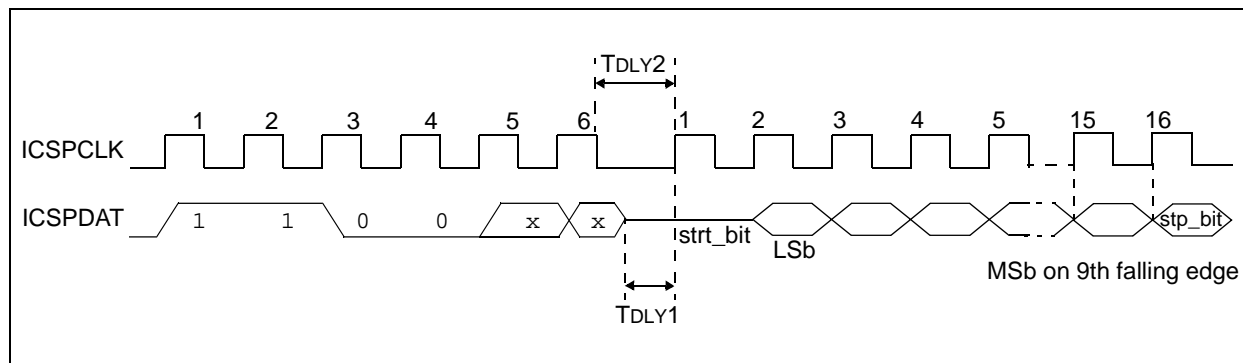 TDLY2
1 2 3 4 5 6 1 2 3 4 5 15 16
ICSPCLK
ICSPDAT
1 1 0 0 x x
strt_bit
LSb
stp_bit
MSb on 9th falling edge
TDLY1